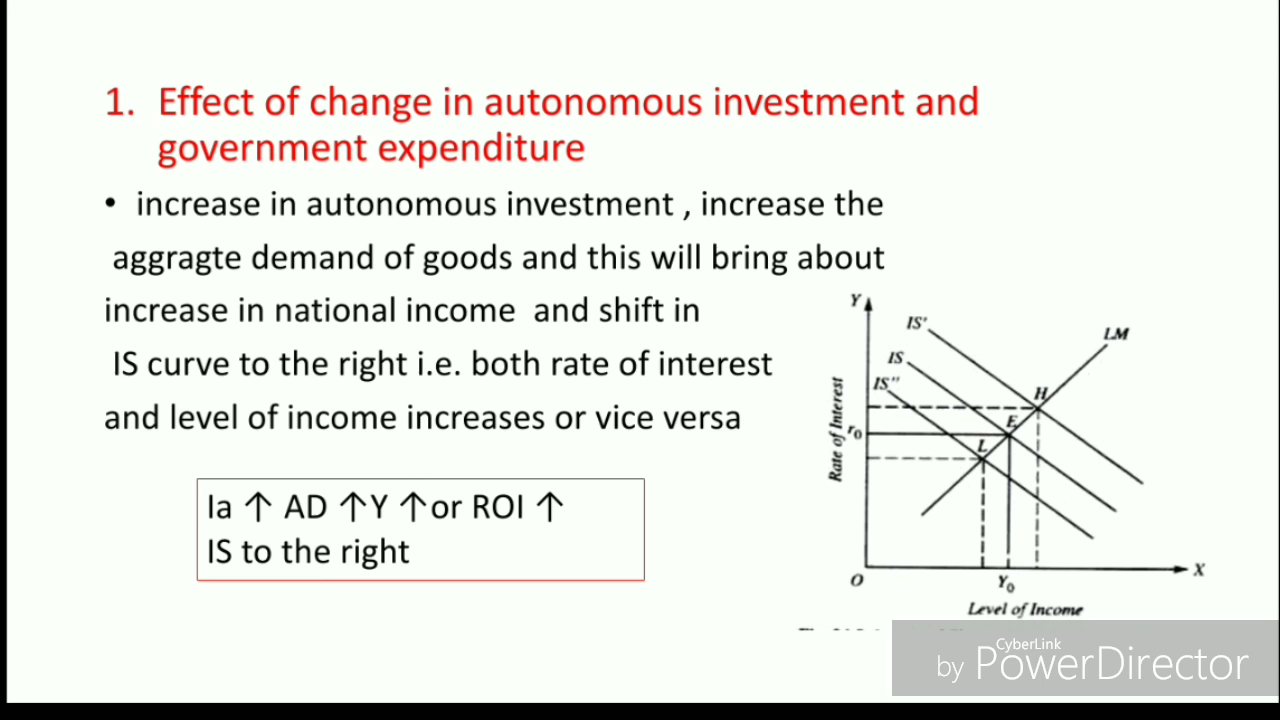 1. Effect of change in autonomous investment and
government expenditure
• increase in autonomous investment , increase the
aggragte demand of goods and this will bring about
increase in national income and shift in
IS curve to the right i.e. both rate of interest
and level of income increases or vice versa
Ia ↑ AD ↑Y ↑or ROI ↑
IS to the right
Y
IS'
LM
IS
IS"
H
E
r0
L
Rate of Interest
O
Y0
X
Level of Income
CyberLink
by PowerDirector